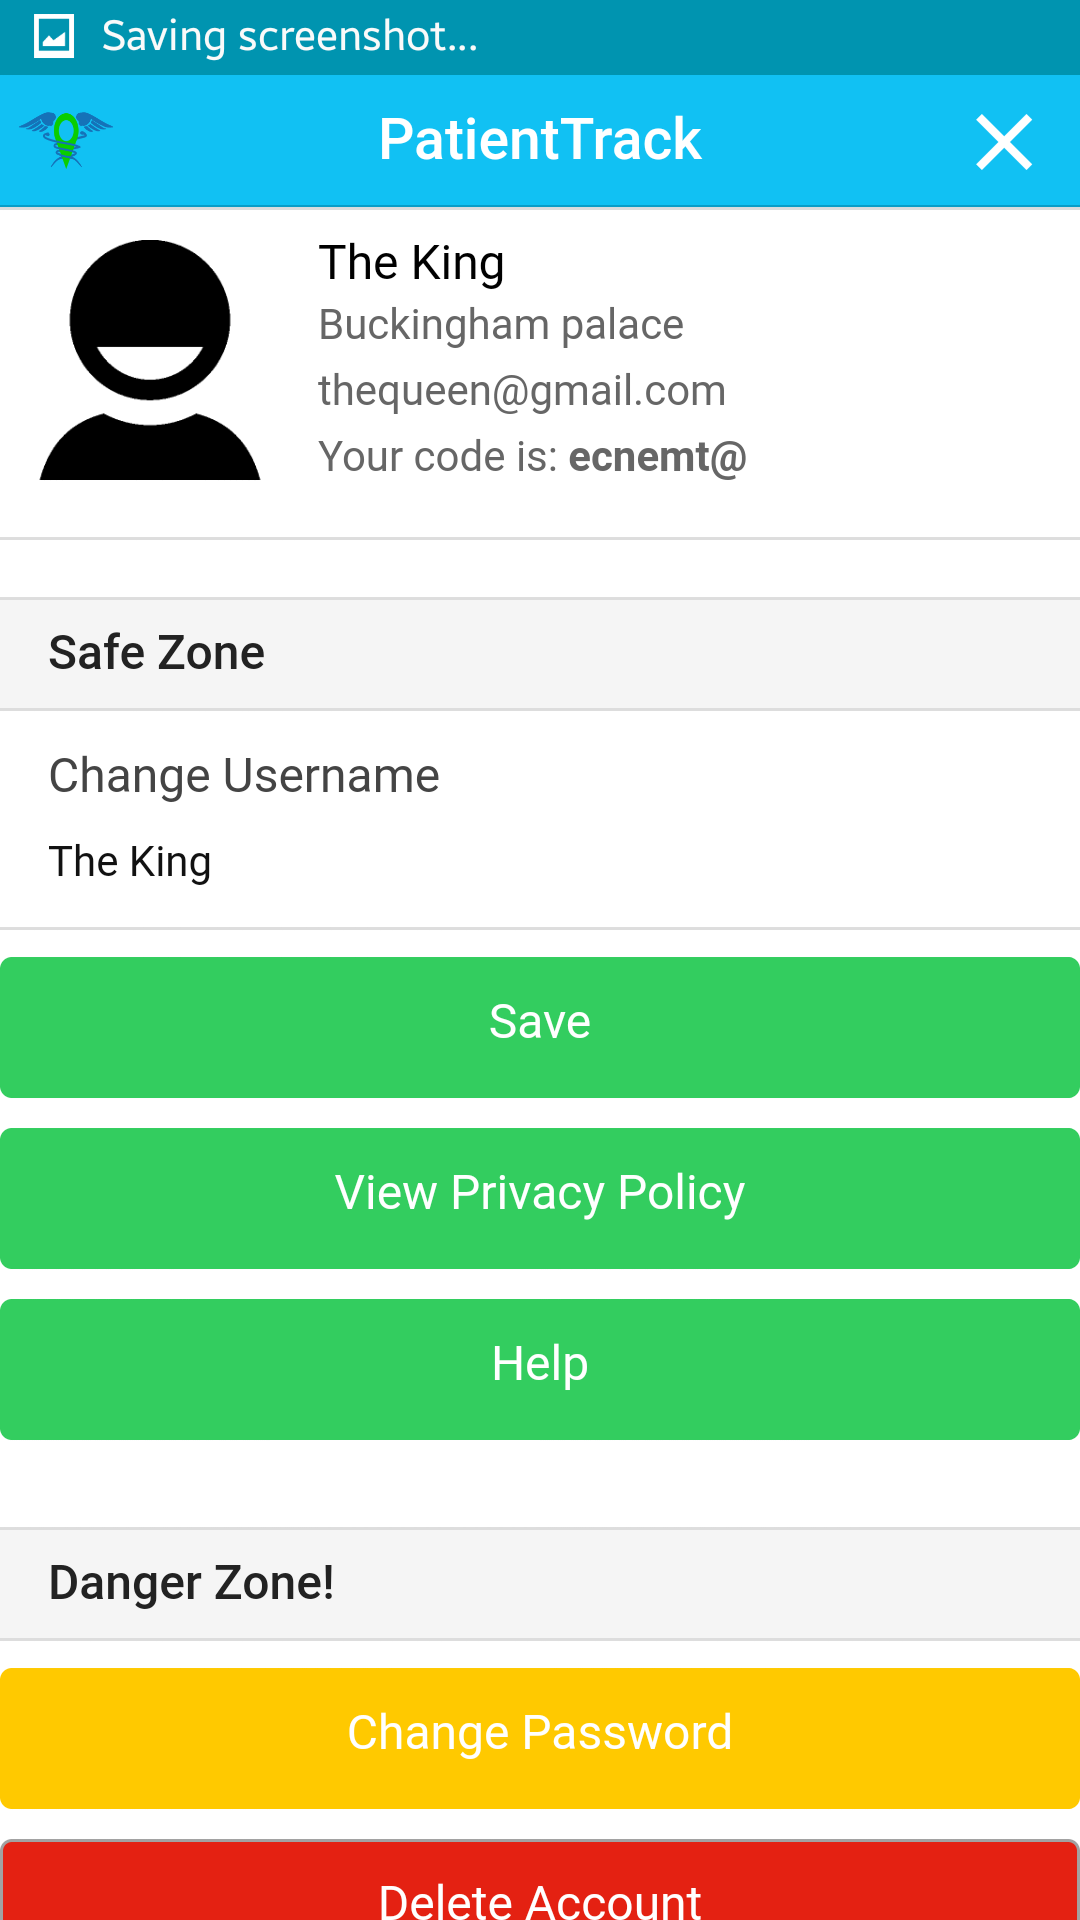 Saving screenshot...
PatientTrack
The King
Buckingham palace
thequeen@gmail.com
Your code is: ecnemt@
Safe Zone
Change Username
The King
Save
View Privacy Policy
Help
Danger Zone!
Change Password
Delete Account